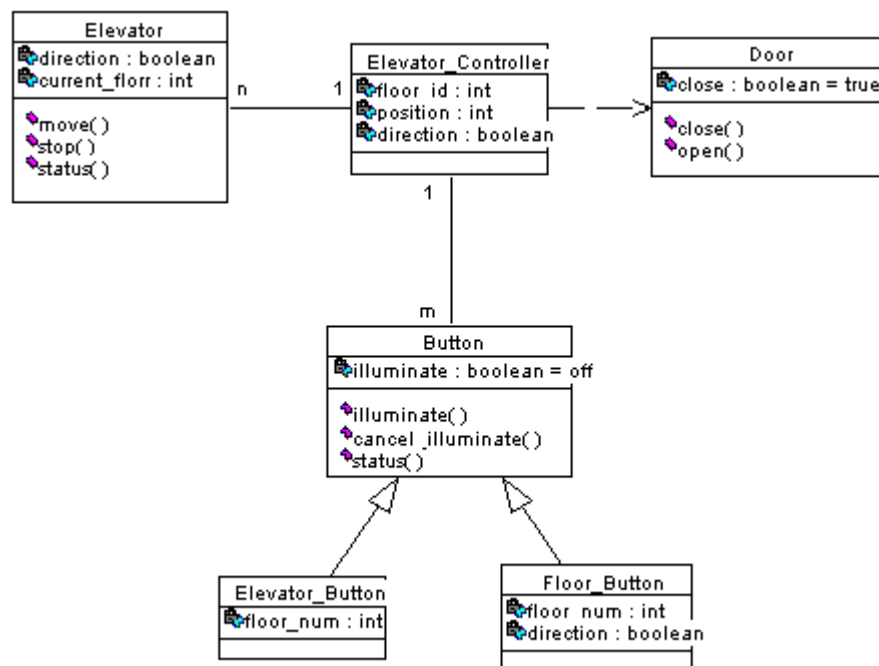 Elevator
direction : boolean
current_florr : int
move()
stop()
status()
n
1
Elevator_Controller
floor_id : int
position : int
direction : boolean
1
Door
close : boolean = true
close()
open()
m
Button
illuminate : boolean = off
illuminate()
cancel_illuminate()
status()
Elevator_Button
floor_num : int
Floor_Button
floor_num : int
direction : boolean